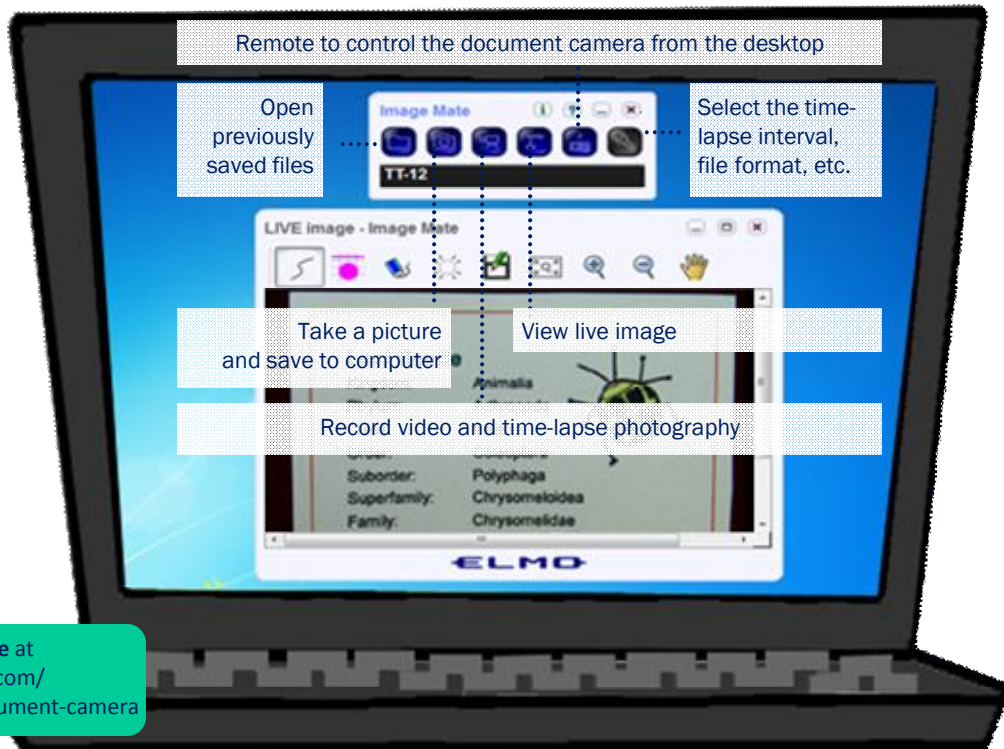 Remote to control the document camera from the desktop
Open
previously
saved files
Image Mate
Select the time-
lapse interval,
file format, etc.
TT-12
LIVE image - Image Mate
Take a picture
and save to computer
View live image
Animalia
Record video and time-lapse photography
Suborder: Polyphaga
Superfamily: Chrysomeloidea
Family: Chrysomelidae
ELMO
e at
com/
ument-camera